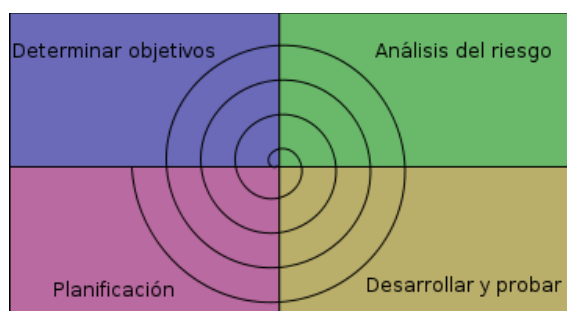 Determinar objetivos
Análisis del riesgo
Planificación
Desarrollar y probar